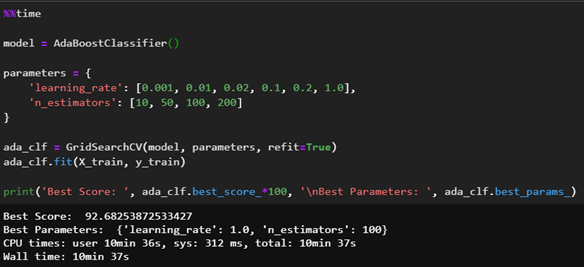 %%time
model = AdaBoostClassifier()
parameters = {
'learning_rate': [0.001, 0.01, 0.02, 0.1, 0.2, 1.0],
'n_estimators': [10, 50, 100, 200]
}
ada_clf = GridSearchCV(model, parameters, refit=True)
ada_clf.fit(X_train, y_train)
print('Best Score: ', ada_clf.best_score_*100, '\nBest Parameters: ', ada_clf.best_params_)
Best Score:  92.68253872533427
Best Parameters:  {'learning_rate': 1.0, 'n_estimators': 100}
CPU times: user 10min 36s, sys: 312 ms, total: 10min 37s
Wall time: 10min 37s